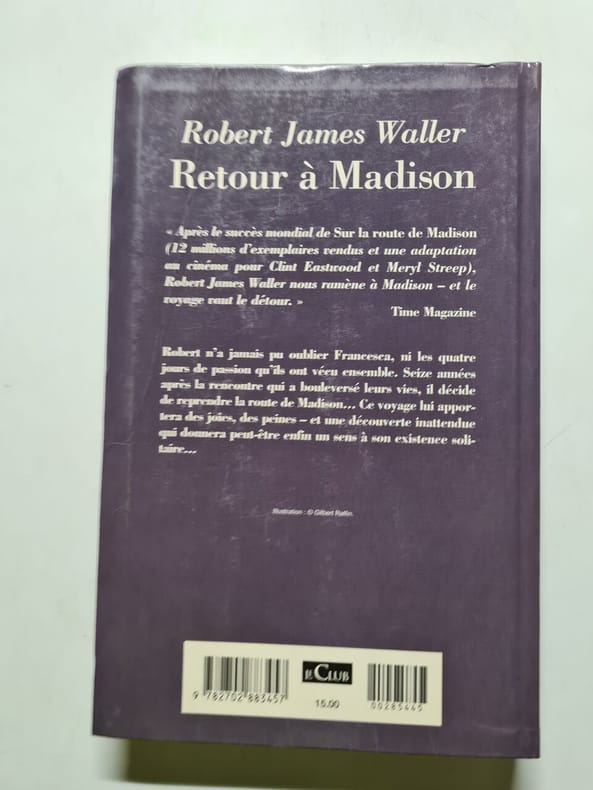 Robert James Waller
Retour à Madison
« Après le succès mondial de Sur la route de Madison
(12 millions d'exemplaires vendus et une adaptation
au cinéma pour Clint Eastwood et Meryl Streep),
Robert James Waller nous ramène à Madison – et le
voyage vaut le détour. »
Time Magazine
Robert n'a jamais pu oublier Francesca, ni les quatre
jours de passion qu'ils ont vécu ensemble. Seize années
après la rencontre qui a bouleversé leurs vies, il décide
de reprendre la route de Madison... Ce voyage lui appor-
tera des joies, des peines – et une découverte inattendue
qui donnera peut-être enfin un sens à son existence soli-
taire...
Illustration : © Gilbert Raffin.
LE CLUB
9 782702 883457
15.00
00285445